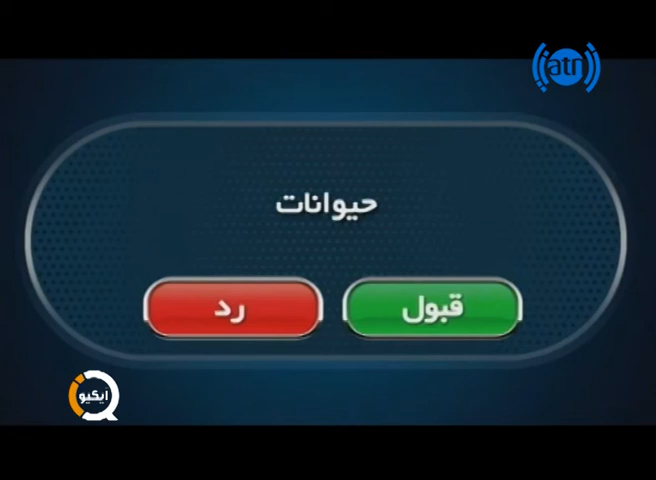 atn
حیوانات
قبول
رد
ایکیو